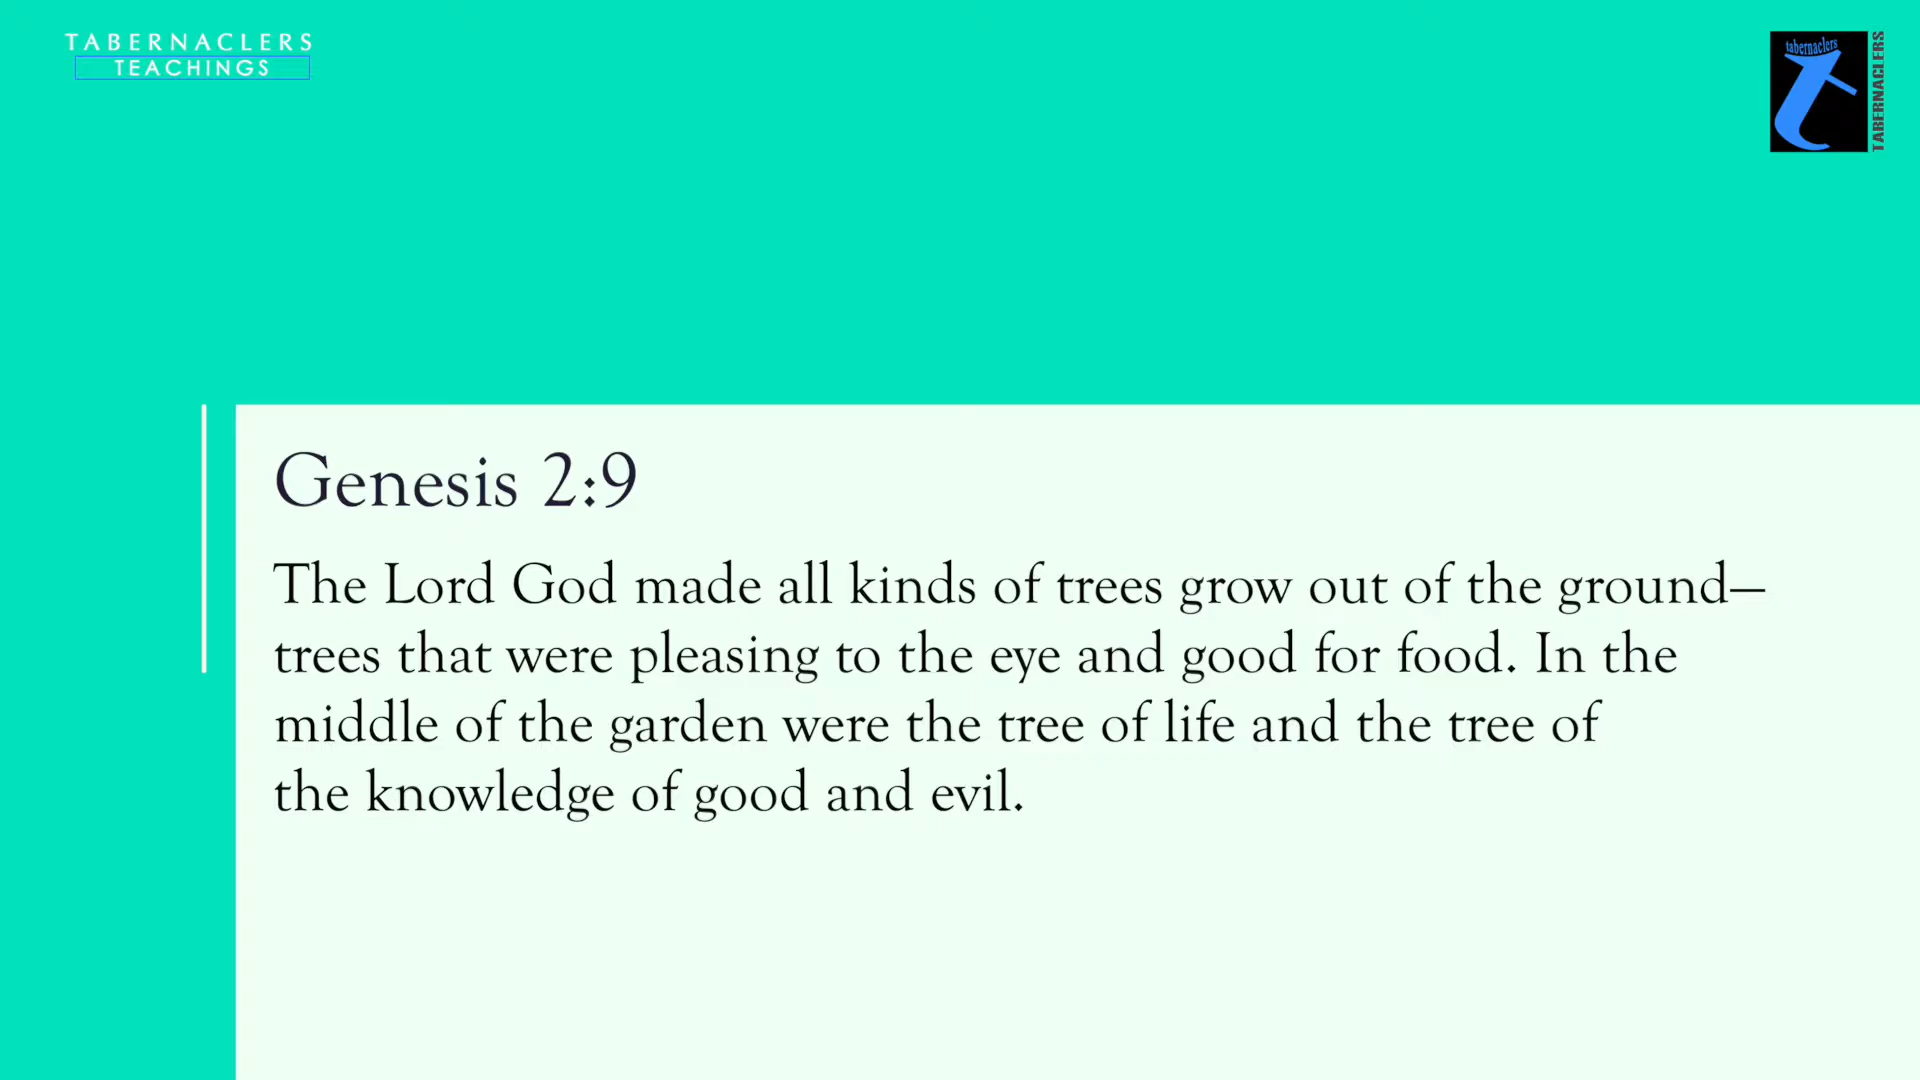 TABERNACLERS
TEACHINGS
tabernaclers
TABERNACLERS
Genesis 2:9
The Lord God made all kinds of trees grow out of the ground—
trees that were pleasing to the eye and good for food. In the
middle of the garden were the tree of life and the tree of
the knowledge of good and evil.